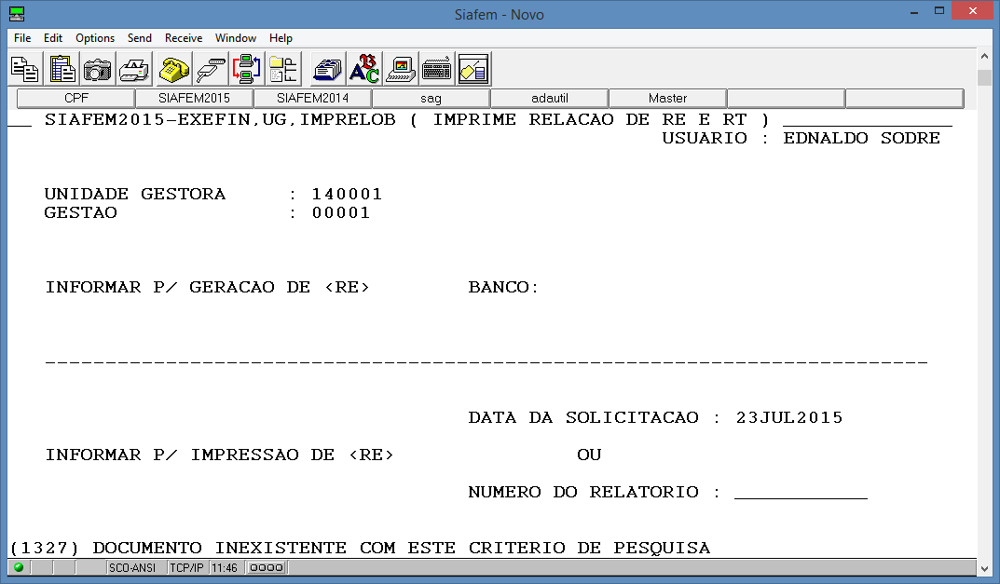 Siafem - Novo
File Edit Options Send Receive Window Help
CPF SIAFEM2015 SIAFEM2014 sag adautil Master
__ SIAFEM2015-EXEFIN,UG,IMPRELOB ( IMPRIME RELACAO DE RE E RT ) ______________
USUARIO : EDNALDO SODRE
UNIDADE GESTORA : 140001
GESTAO : 00001
INFORMAR P/ GERACAO DE <RE> BANCO:
-------------------------------------------------------------------------
DATA DA SOLICITACAO : 23JUL2015
INFORMAR P/ IMPRESSAO DE <RE> OU
NUMERO DO RELATORIO : ___________
(1327) DOCUMENTO INEXISTENTE COM ESTE CRITERIO DE PESQUISA
SCO-ANSI TCP/IP 11:46